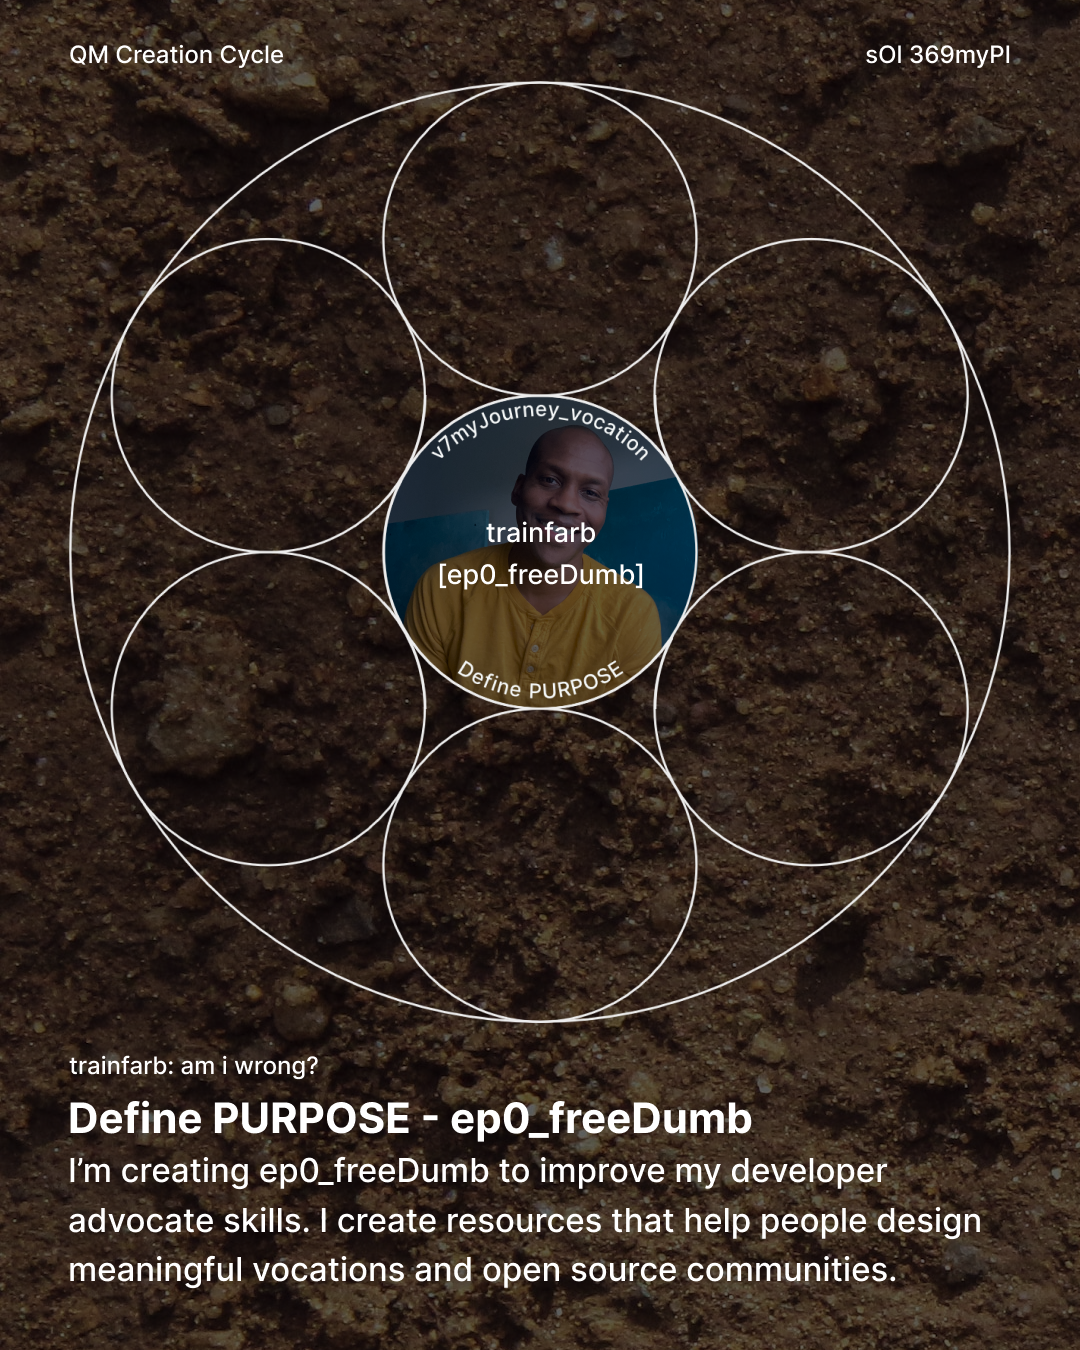 QM Creation Cycle
sOI 369myPI
v7myJourney_vocation
trainfarb
[ep0_freeDumb]
Define PURPOSE
trainfarb: am i wrong?
Define PURPOSE - ep0_freeDumb
I’m creating ep0_freeDumb to improve my developer
advocate skills. I create resources that help people design
meaningful vocations and open source communities.